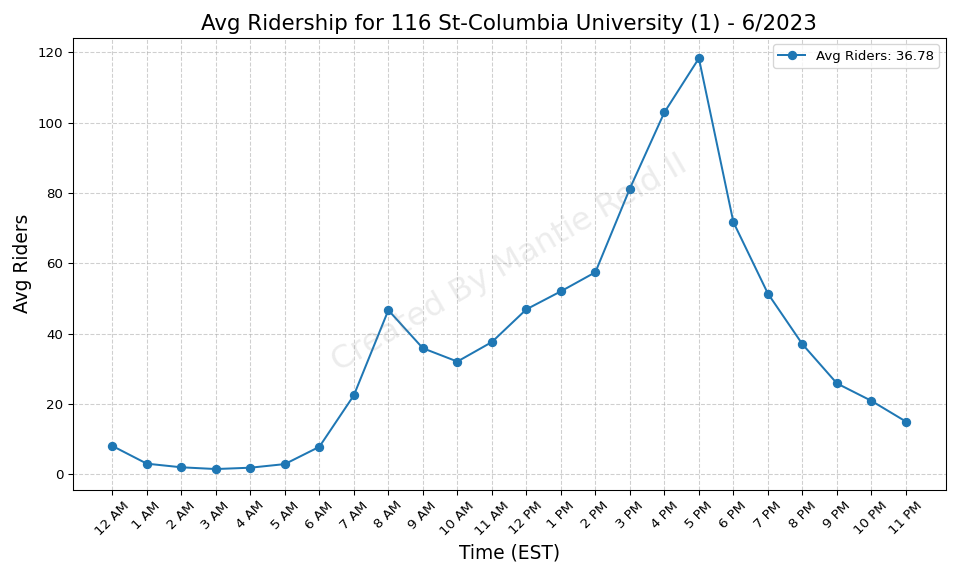 Avg Ridership for 116 St-Columbia University (1) - 6/2023
Avg Riders: 36.78
120
100
80
60
40
20
0
Avg Riders
Created By Mantle Reid II
12 AM
1 AM
2 AM
3 AM
4 AM
5 AM
6 AM
7 AM
8 AM
9 AM
10 AM
11 AM
12 PM
1 PM
2 PM
3 PM
4 PM
5 PM
6 PM
7 PM
8 PM
9 PM
10 PM
11 PM
Time (EST)